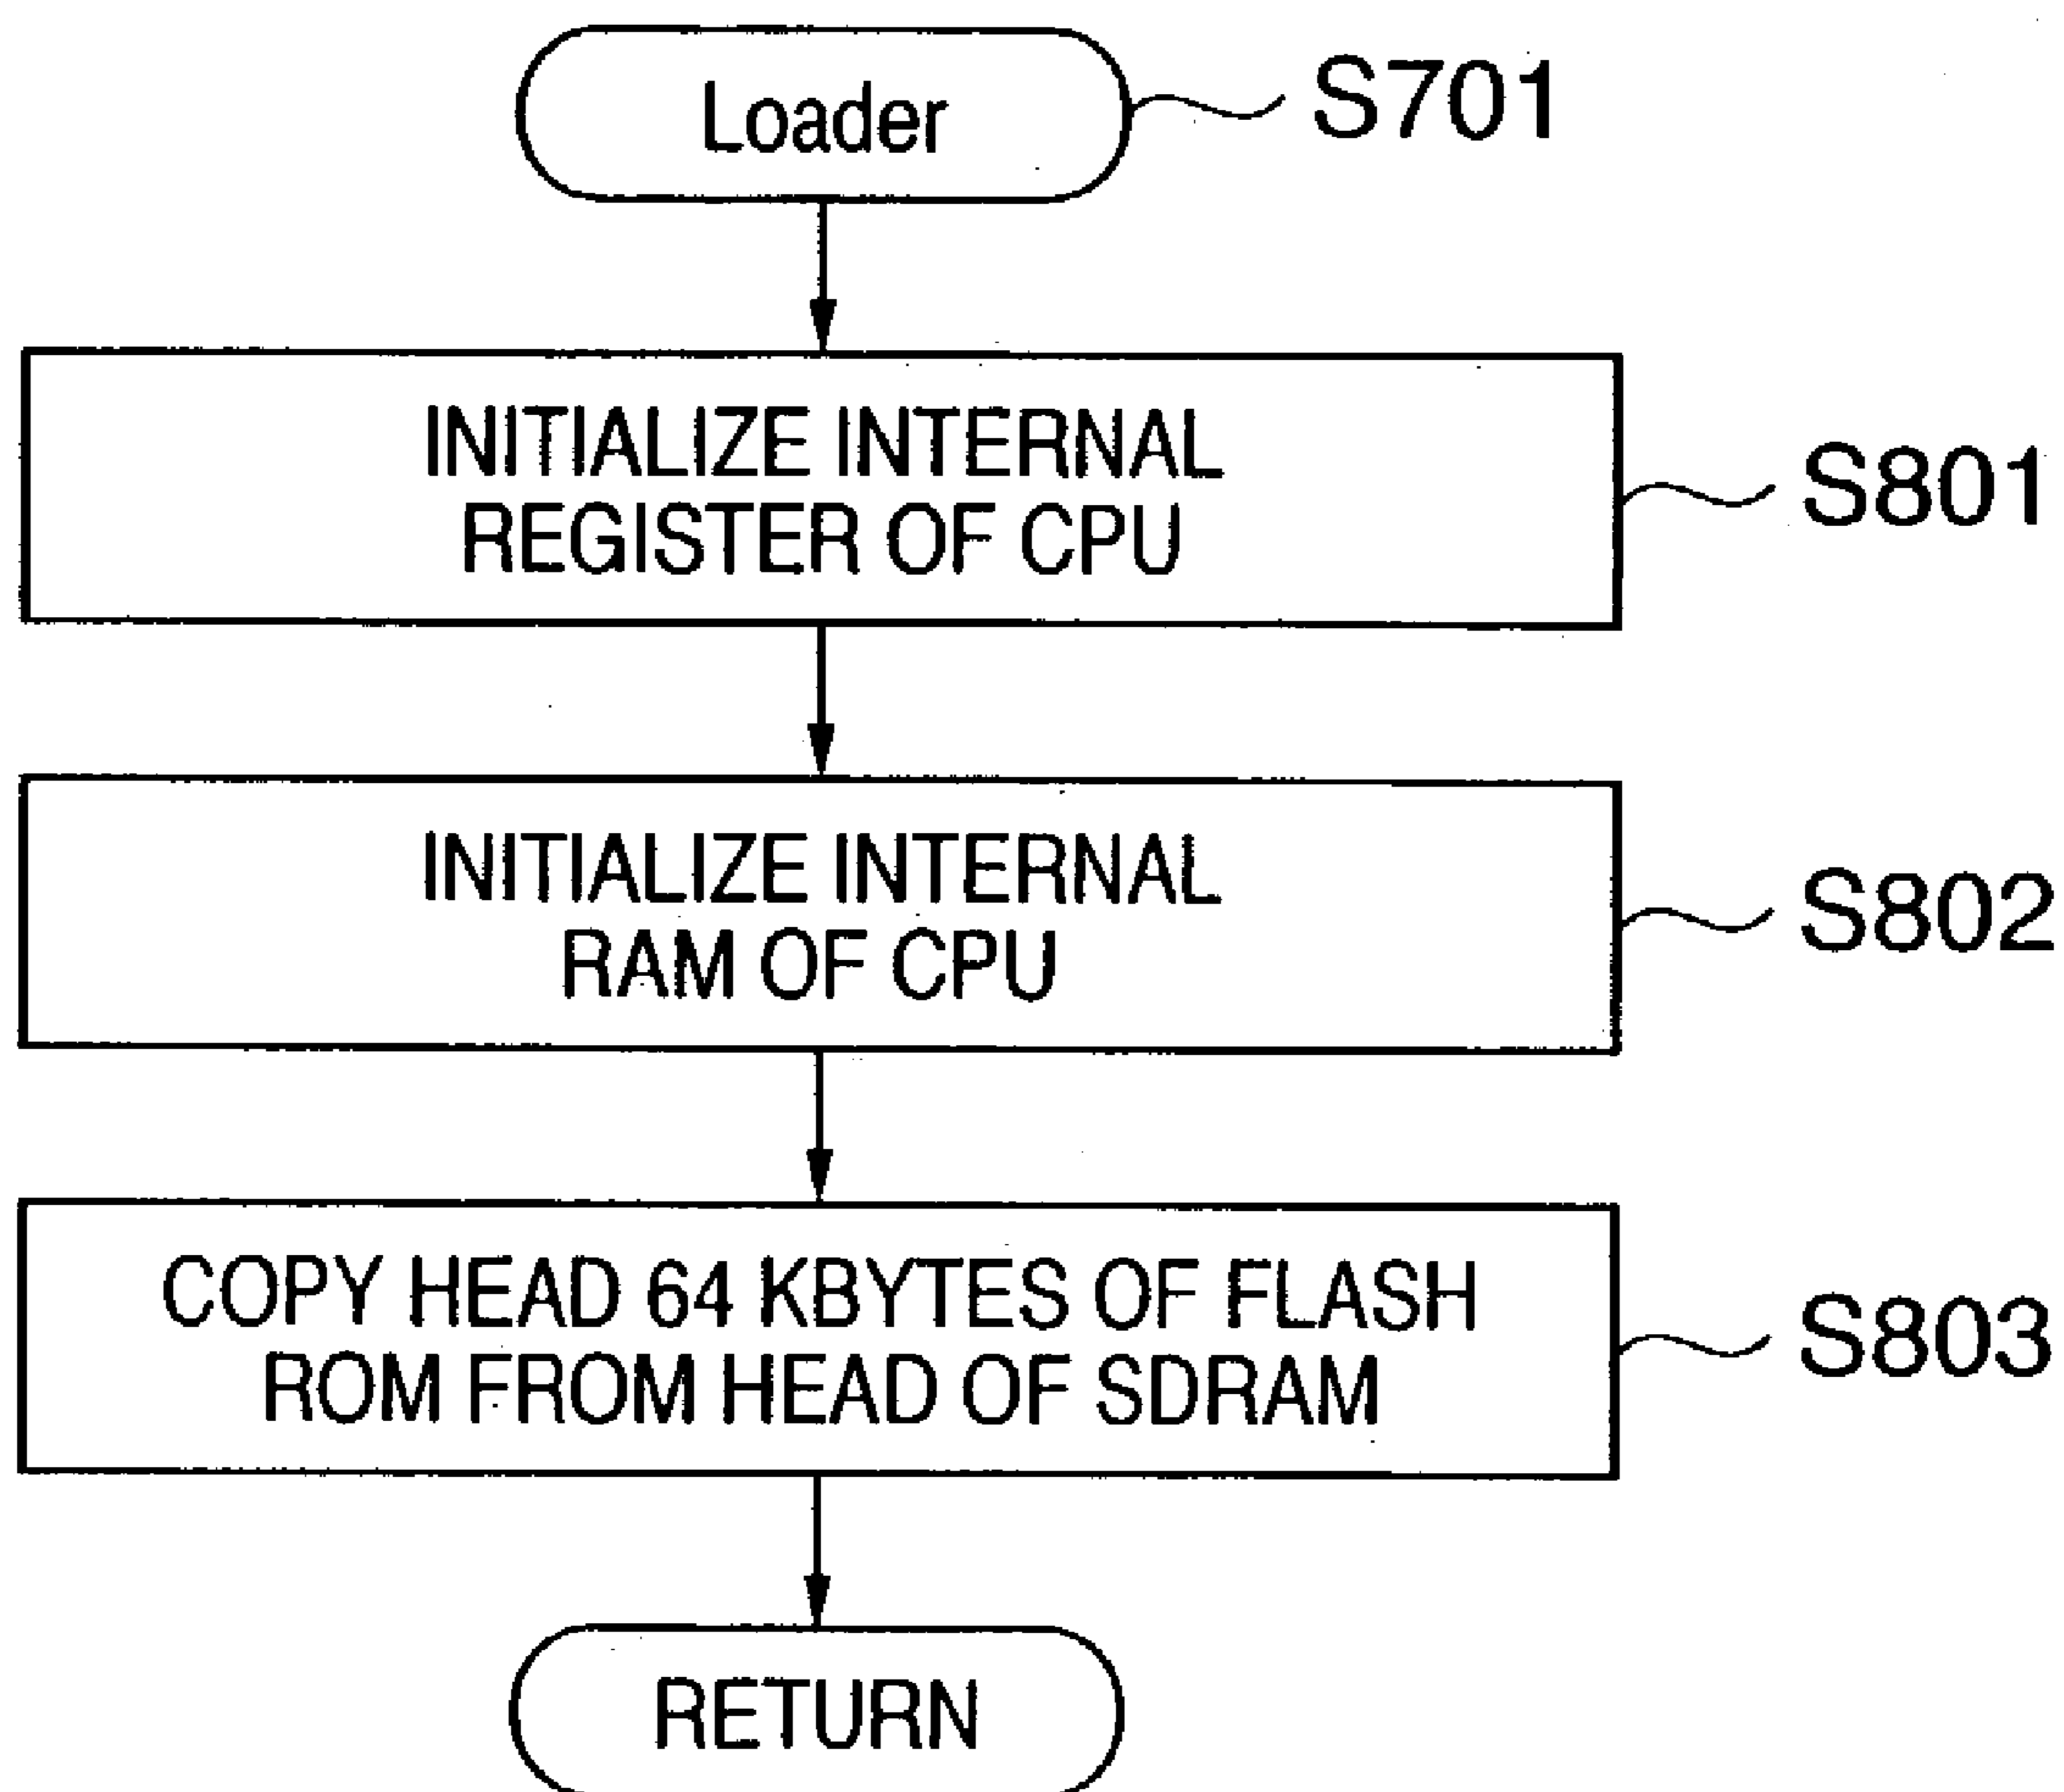 Loader
S701
INITIALIZE INTERNAL
REGISTER OF CPU
S801
INITIALIZE INTERNAL
RAM OF CPU
S802
COPY HEAD 64 KBYTES OF FLASH
ROM FROM HEAD OF SDRAM
S803
RETURN